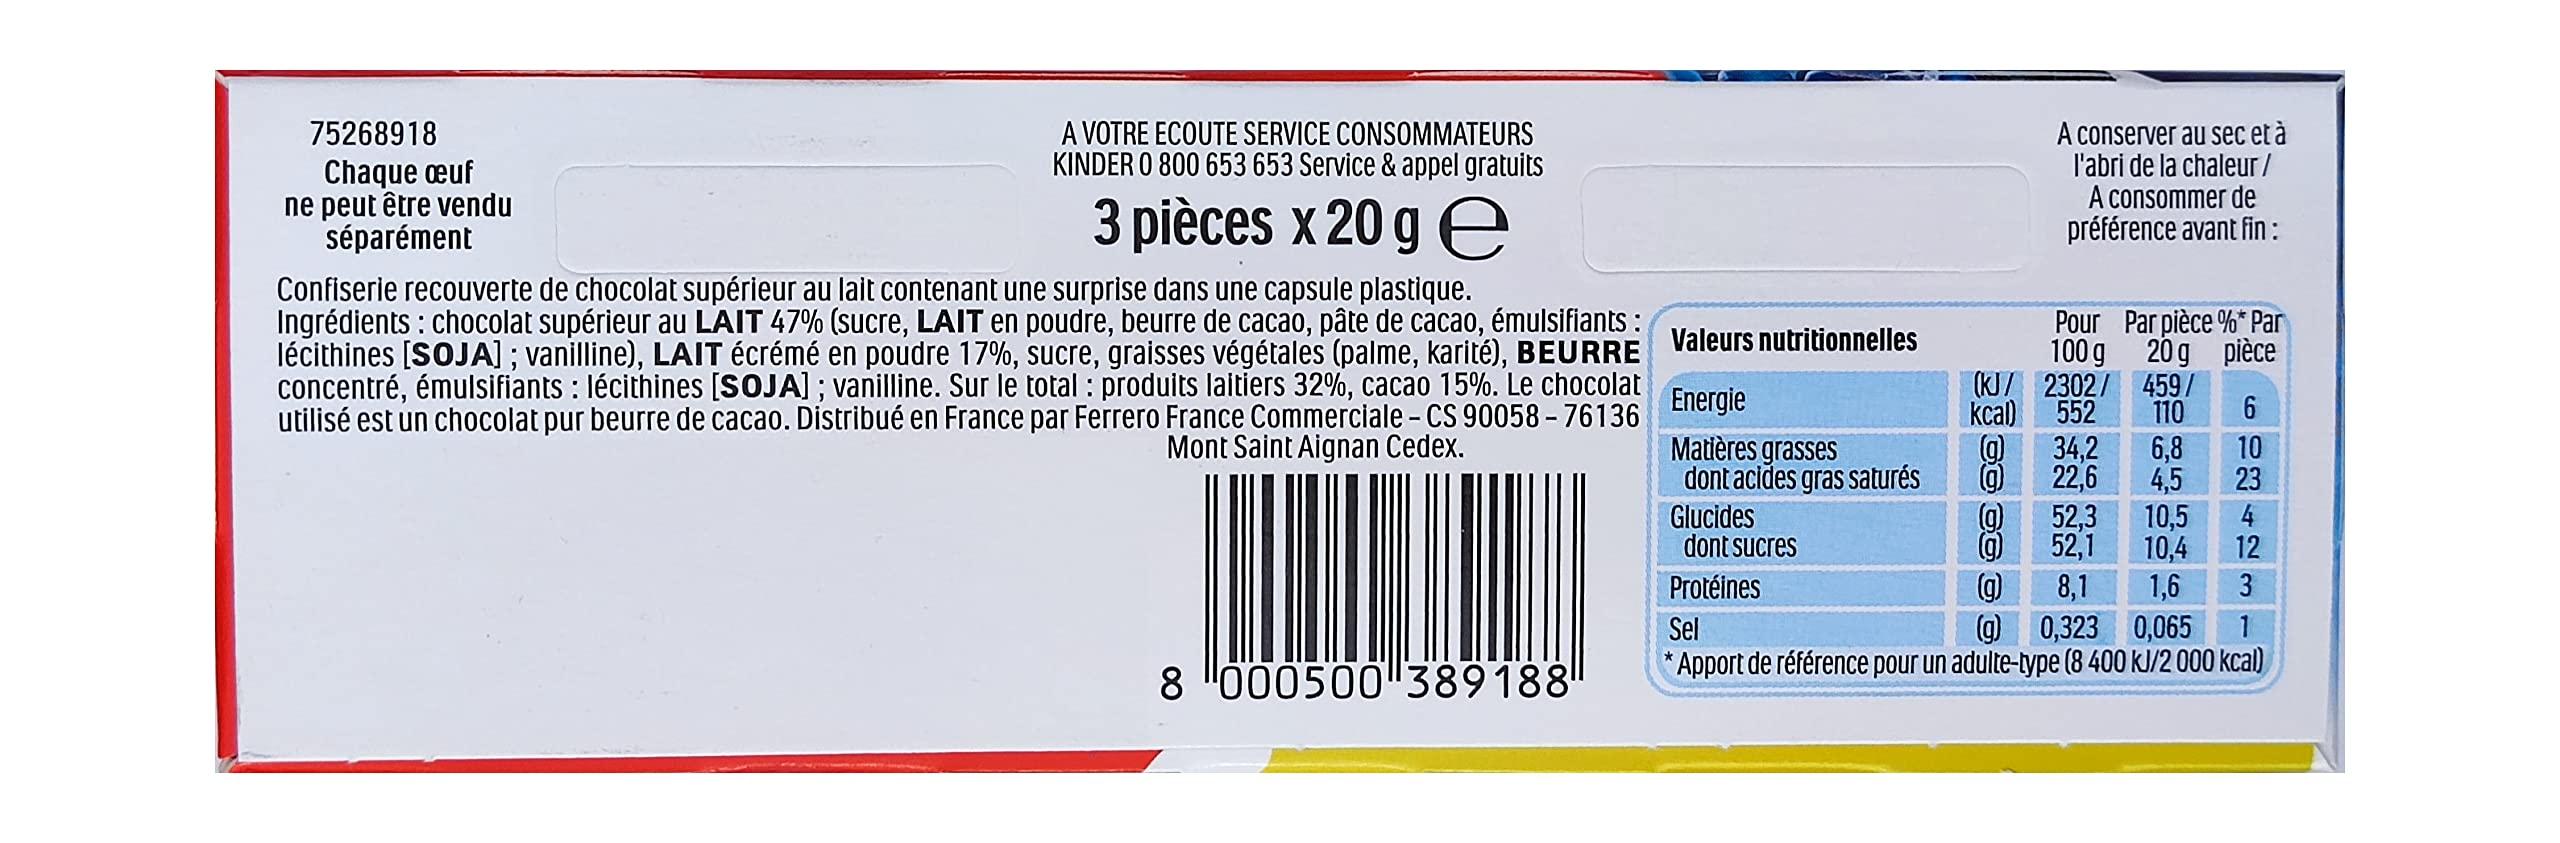 75268918
Chaque œuf
ne peut être vendu
séparément
A VOTRE ECOUTE SERVICE CONSOMMATEURS
KINDER 0 800 653 653 Service & appel gratuits
3 pièces x 20 g e
A conserver au sec et à
l'abri de la chaleur /
A consommer de
préférence avant fin :
Confiserie recouverte de chocolat supérieur au lait contenant une surprise dans une capsule plastique.
Ingrédients : chocolat supérieur au LAIT 47% (sucre, LAIT en poudre, beurre de cacao, pâte de cacao, émulsifiants :
lécithines [SOJA] ; vanilline), LAIT écrémé en poudre 17%, sucre, graisses végétales (palme, karité), BEURRE
concentré, émulsifiants : lécithines [SOJA] ; vanilline. Sur le total : produits laitiers 32%, cacao 15%. Le chocolat
utilisé est un chocolat pur beurre de cacao. Distribué en France par Ferrero France Commerciale – CS 90058 – 76136
Mont Saint Aignan Cedex.
8 000500 389188
Valeurs nutritionnelles Pour 100 g Par pièce 20 g %* Par pièce
Energie (kJ/ kcal) 2302/ 552 459/ 110 6
Matières grasses (g) 34,2 6,8 10
dont acides gras saturés (g) 22,6 4,5 23
Glucides (g) 52,3 10,5 4
dont sucres (g) 52,1 10,4 12
Protéines (g) 8,1 1,6 3
Sel (g) 0,323 0,065 1
* Apport de référence pour un adulte-type (8 400 kJ/2 000 kcal)